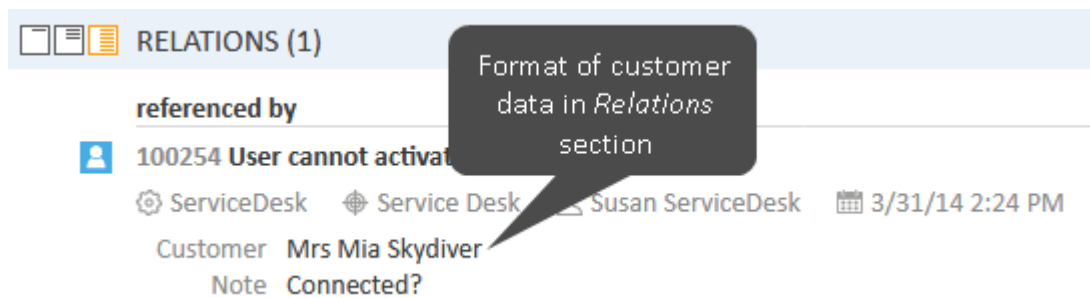 RELATIONS (1)
Format of customer
data in Relations
section
referenced by
100254 User cannot activat
ServiceDesk Service Desk Susan ServiceDesk 3/31/14 2:24 PM
Customer Mrs Mia Skydiver
Note Connected?